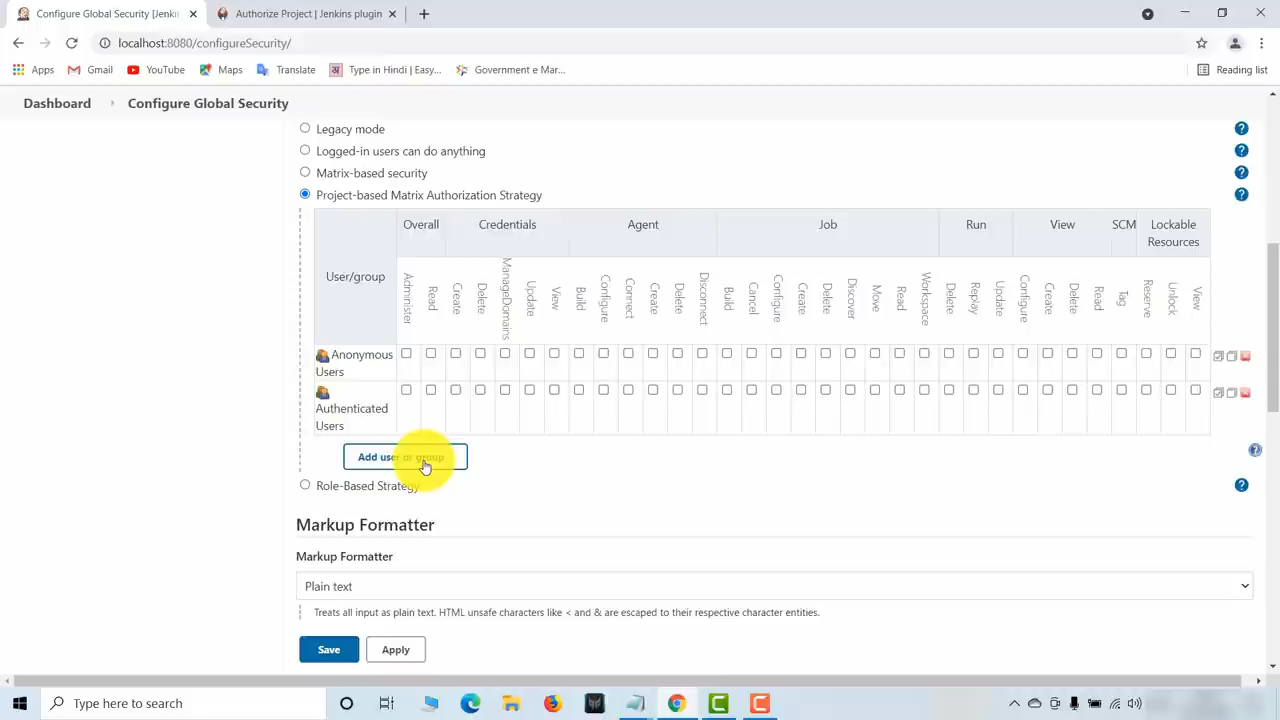 Configure Global Security [Jenki
Authorize Project | Jenkins plugin
localhost:8080/configureSecurity/
Apps
Gmail
YouTube
Maps
Translate
Type in Hindi | Easy...
Government e Mar...
Reading list
Dashboard
Configure Global Security
Legacy mode
Logged-in users can do anything
Matrix-based security
Project-based Matrix Authorization Strategy
User/group
Overall
Credentials
Agent
Job
Run
View
SCM
Lockable
Resources
Administer
Read
Create
Delete
ManageDomains
Update
View
Build
Configure
Connect
Create
Delete
Disconnect
Build
Cancel
Configure
Create
Delete
Discover
Move
Read
Workspace
Delete
Replay
Update
Configure
Create
Delete
Read
Tag
Reserve
Unlock
View
Anonymous
Users
Authenticated
Users
Add user or group
Role-Based Strategy
Markup Formatter
Markup Formatter
Plain text
Treats all input as plain text. HTML unsafe characters like < and & are escaped to their respective character entities.
Save
Apply
Type here to search